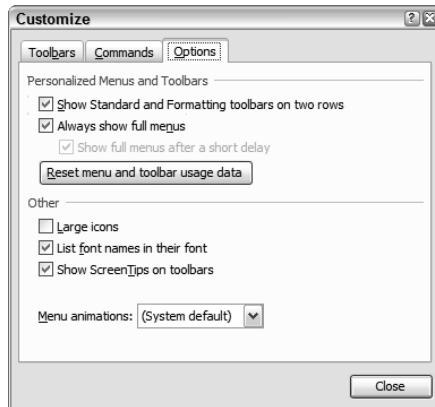 Customize
Toolbars Commands Options
Personalized Menus and Toolbars
Show Standard and Formatting toolbars on two rows
Always show full menus
Show full menus after a short delay
Reset menu and toolbar usage data
Other
Large icons
List font names in their font
Show ScreenTips on toolbars
Menu animations: (System default)
Close